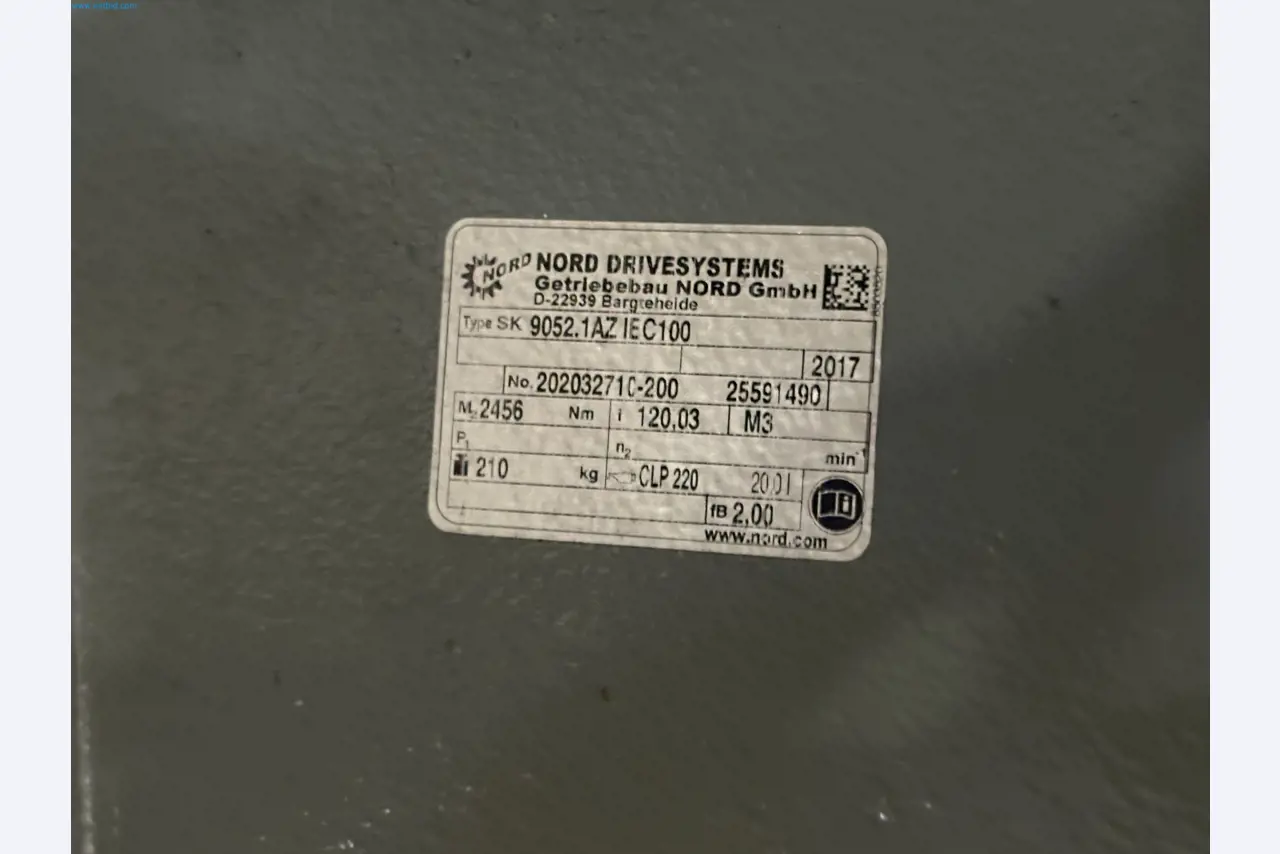 NORD NORD DRIVESYSTEMS
Getriebebau NORD GmbH
D-22939 Bargteheide
Type SK 9052.1AZ IEC100
2017
No. 202032710-200 25591490
M₂ 2456 Nm i 120,03 M3
P₁ n₂ min⁻¹
210 kg CLP 220 20,0 l
fB 2,00
www.nord.com